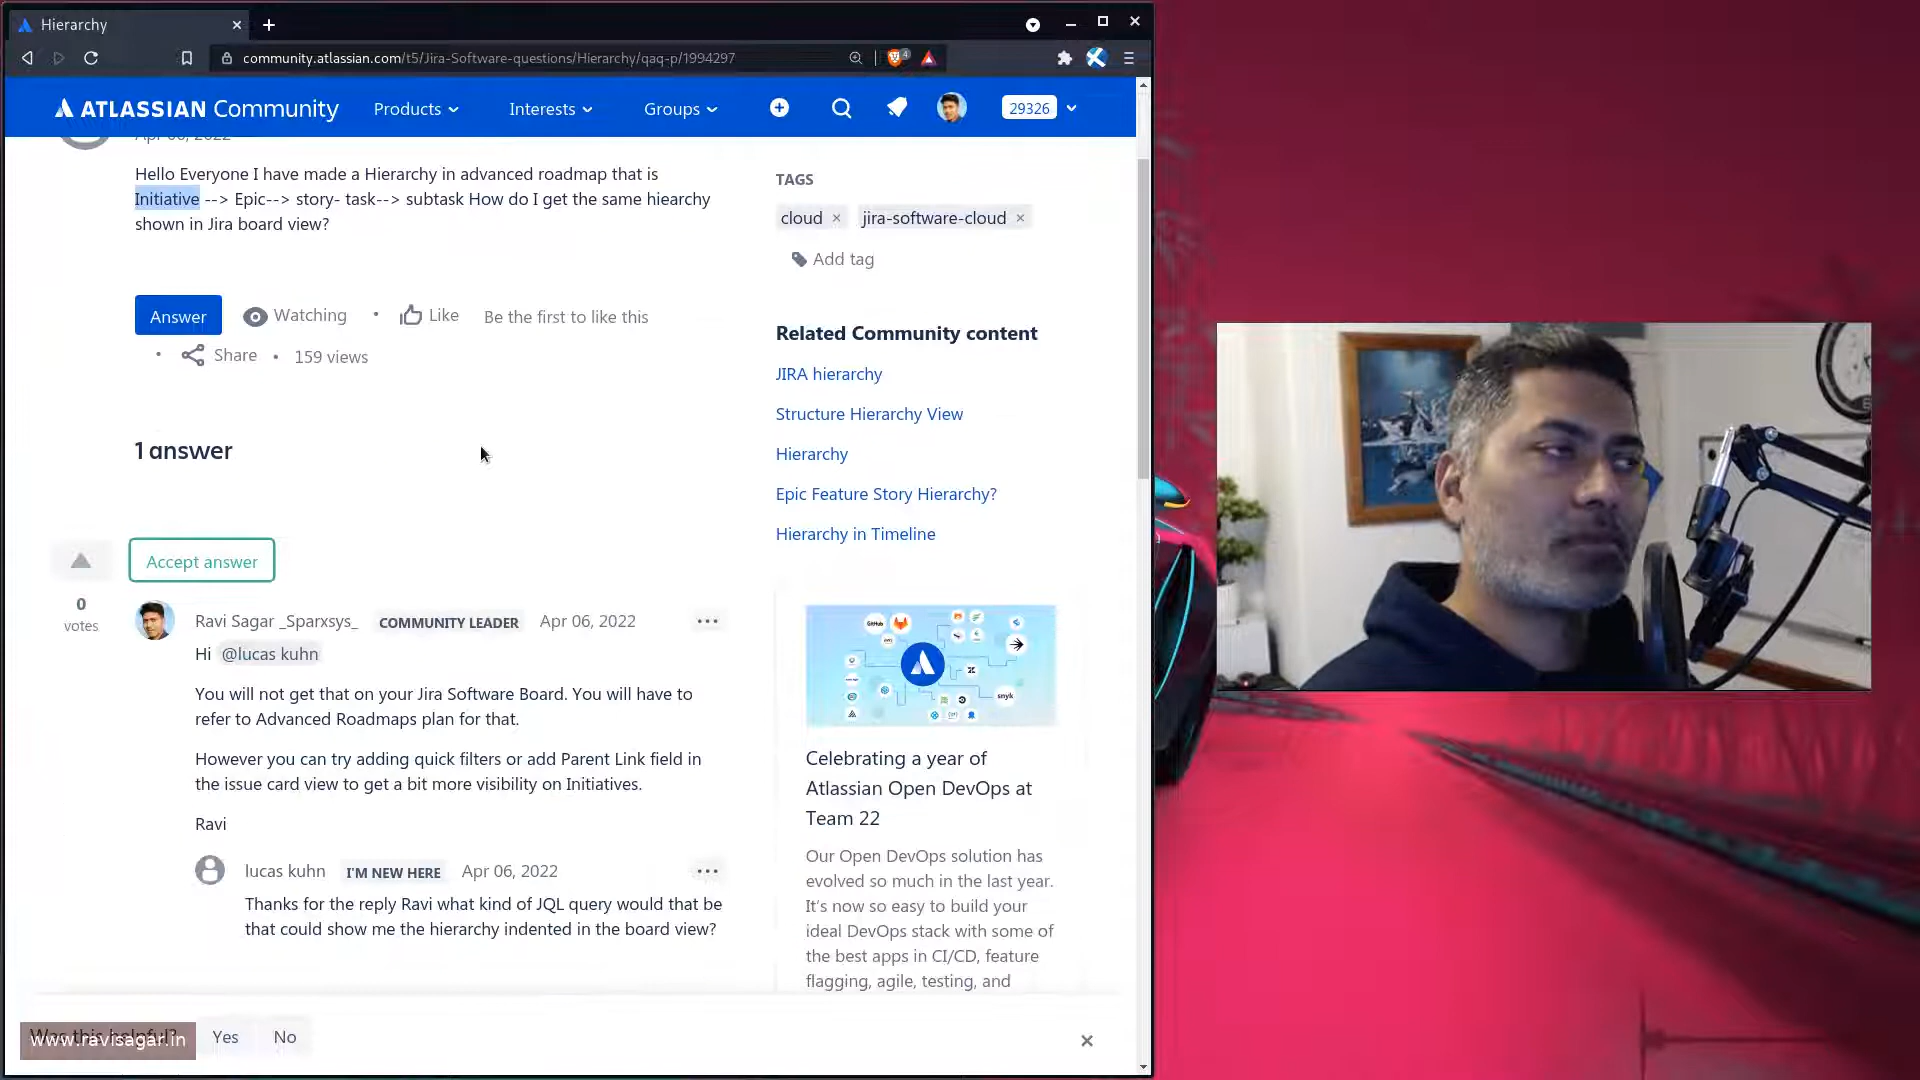 Hierarchy
community.atlassian.com/t5/Jira-Software-questions/Hierarchy/qaq-p/1994297
4
ATLASSIAN Community
Products
Interests
Groups
29326
Apr 06, 2022
Hello Everyone I have made a Hierarchy in advanced roadmap that is
Initiative --> Epic--> story- task--> subtask How do I get the same hiearchy
shown in Jira board view?
Answer
Watching
•
Like
Be the first to like this
•
Share
•
159 views
1 answer
Accept answer
0
votes
Ravi Sagar _Sparxsys_
COMMUNITY LEADER
Apr 06, 2022
Hi @lucas kuhn
You will not get that on your Jira Software Board. You will have to
refer to Advanced Roadmaps plan for that.
However you can try adding quick filters or add Parent Link field in
the issue card view to get a bit more visibility on Initiatives.
Ravi
lucas kuhn
I'M NEW HERE
Apr 06, 2022
Thanks for the reply Ravi what kind of JQL query would that be
that could show me the hierarchy indented in the board view?
TAGS
cloud ×
jira-software-cloud ×
Add tag
Related Community content
JIRA hierarchy
Structure Hierarchy View
Hierarchy
Epic Feature Story Hierarchy?
Hierarchy in Timeline
GitHub
snyk
Celebrating a year of
Atlassian Open DevOps at
Team 22
Our Open DevOps solution has
evolved so much in the last year.
It's now so easy to build your
ideal DevOps stack with some of
the best apps in CI/CD, feature
flagging, agile, testing, and
Was this helpful?
Yes
No
www.ravisagar.in